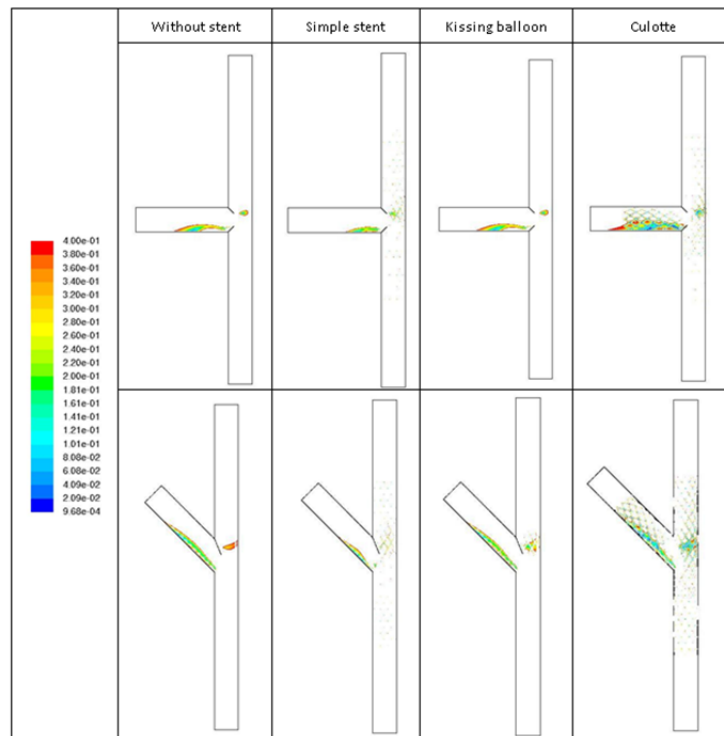 Without stent
Simple stent
Kissing balloon
Culotte
4.00e-01
3.80e-01
3.60e-01
3.40e-01
3.20e-01
3.00e-01
2.80e-01
2.60e-01
2.40e-01
2.20e-01
2.00e-01
1.81e-01
1.61e-01
1.41e-01
1.21e-01
1.01e-01
8.08e-02
6.08e-02
4.09e-02
2.09e-02
9.68e-04